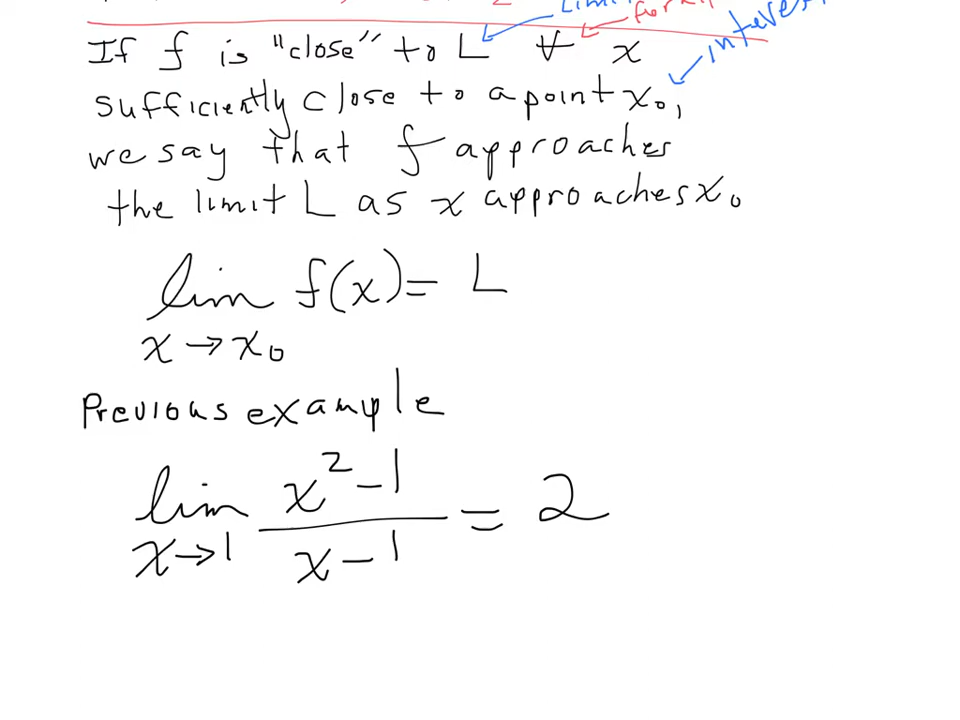 If f is "close" to L ∀ x
sufficiently close to a point x₀,
we say that f approaches
the limit L as x approaches x₀
lim f(x) = L
x → x₀
Previous example
lim x² - 1 = 2
x → 1 x - 1